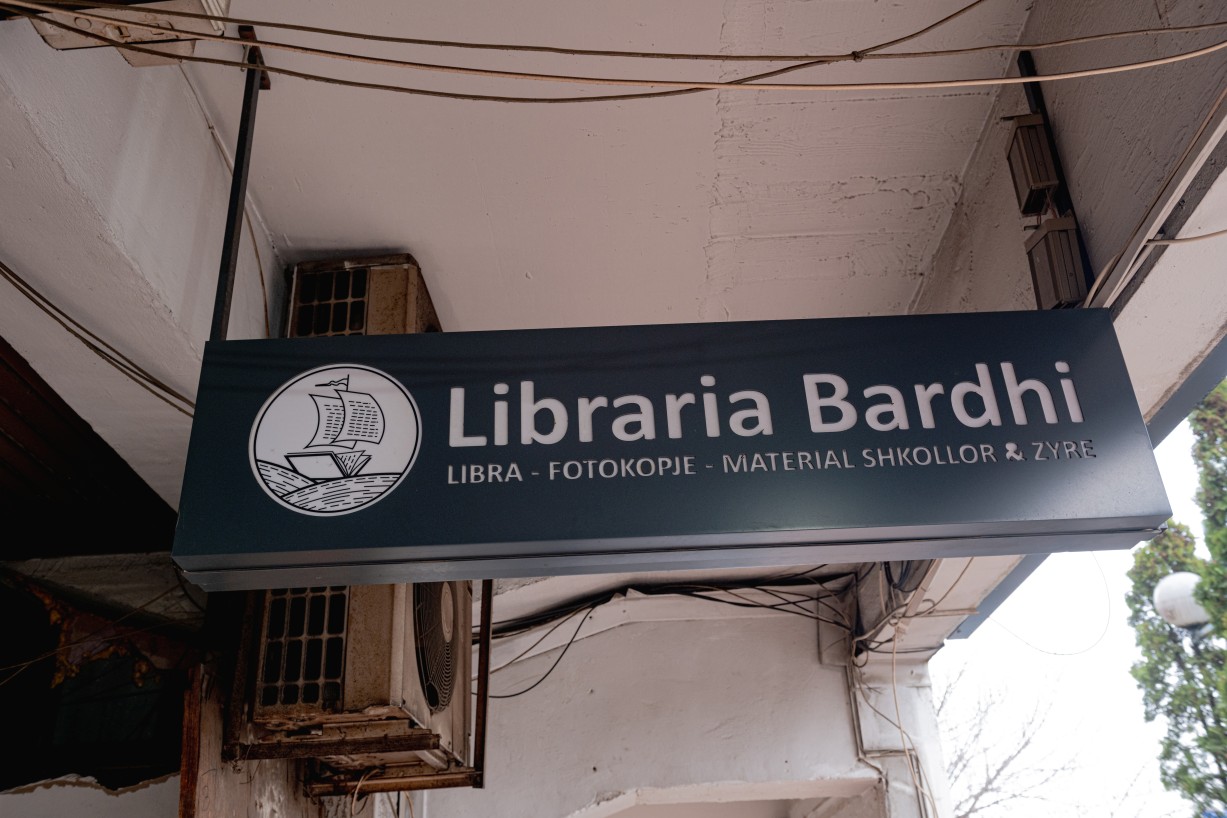 Libraria Bardhi
LIBRA - FOTOKOPJE - MATERIAL SHKOLLOR & ZYRE